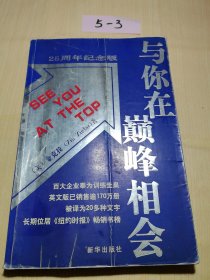 5-3
25周年纪念版
与你在巅峰相会
SEE YOU
AT THE
TOP
百大企业奉为训练圣典
英文版已销售逾170万册
被译为20多种文字
长期位居《纽约时报》畅销书榜
新华出版社